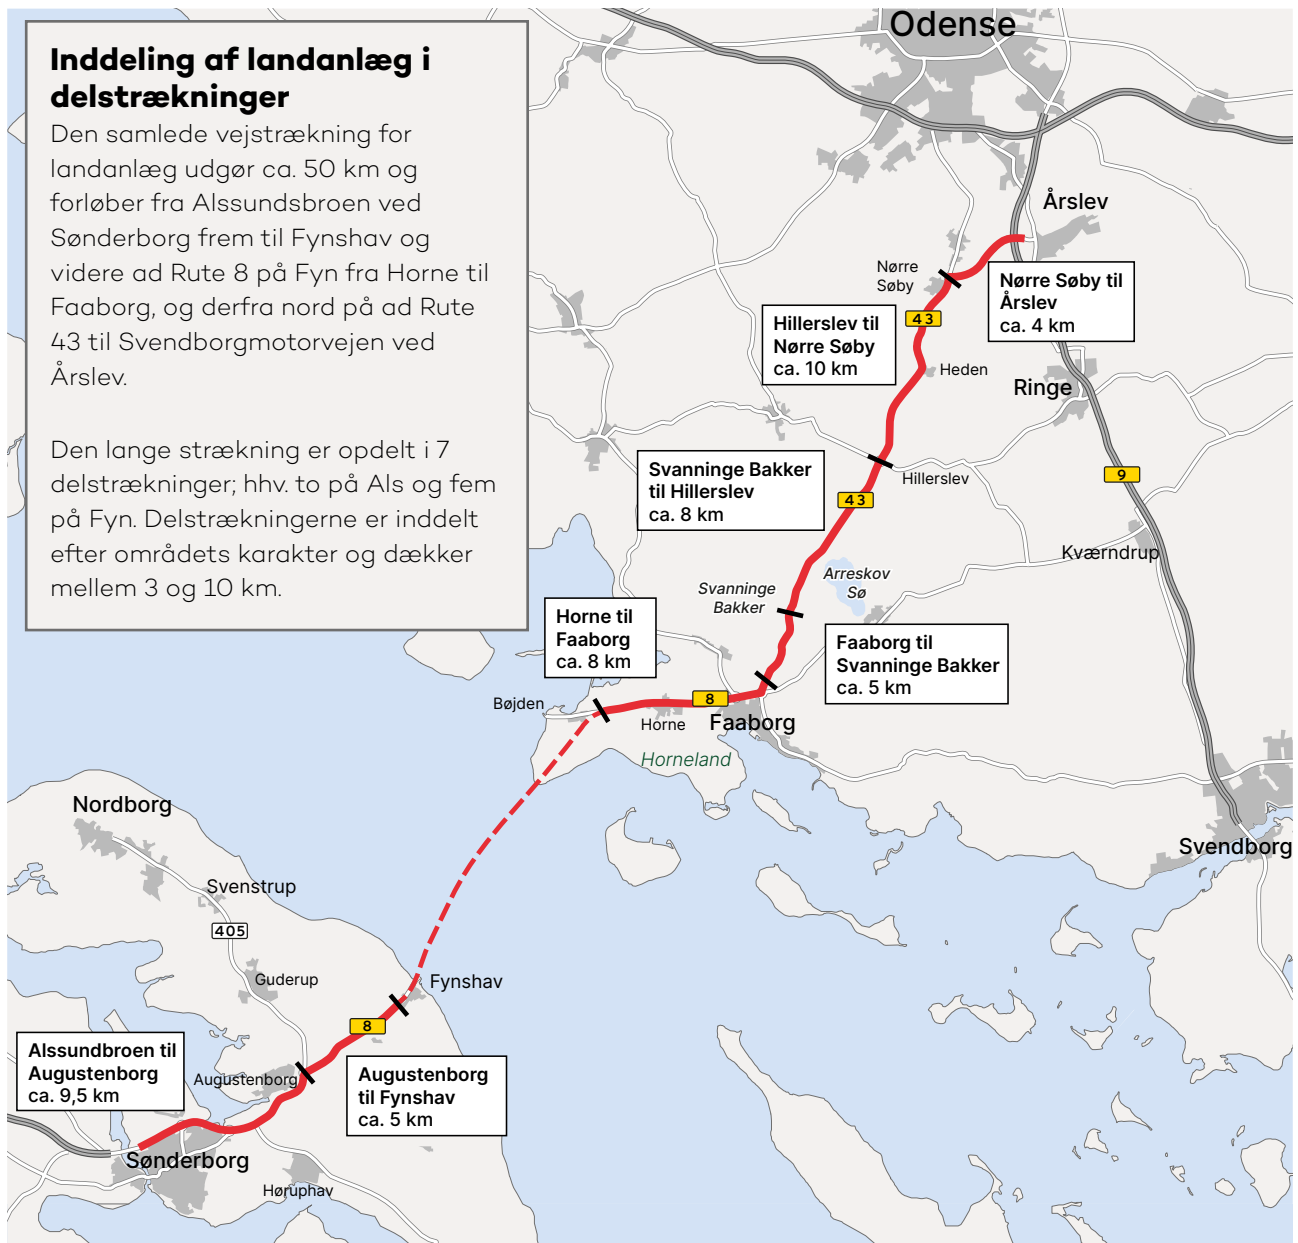 Inddeling af landanlæg i
delstrækninger
Den samlede vejstrækning for
landanlæg udgør ca. 50 km og
forløber fra Alssundsbroen ved
Sønderborg frem til Fynshav og
videre ad Rute 8 på Fyn fra Horne til
Faaborg, og derfra nord på ad Rute
43 til Svendborgmotorvejen ved
Årslev.
Den lange strækning er opdelt i 7
delstrækninger; hhv. to på Als og fem
på Fyn. Delstrækningerne er inddelt
efter områdets karakter og dækker
mellem 3 og 10 km.
Odense
Årslev
Nørre
Søby
Nørre Søby til
Årslev
ca. 4 km
43
Hillerslev til
Nørre Søby
ca. 10 km
Heden
Ringe
Svanninge Bakker
til Hillerslev
ca. 8 km
Hillerslev
9
43
Kværndrup
Arreskov
Sø
Svanninge
Bakker
Horne til
Faaborg
ca. 8 km
Faaborg til
Svanninge Bakker
ca. 5 km
Bøjden
8
Horne
Faaborg
Horneland
Nordborg
Svendborg
Svenstrup
405
Guderup
Fynshav
8
Alssundbroen til
Augustenborg
ca. 9,5 km
Augustenborg
Augustenborg
til Fynshav
ca. 5 km
Sønderborg
Høruphav